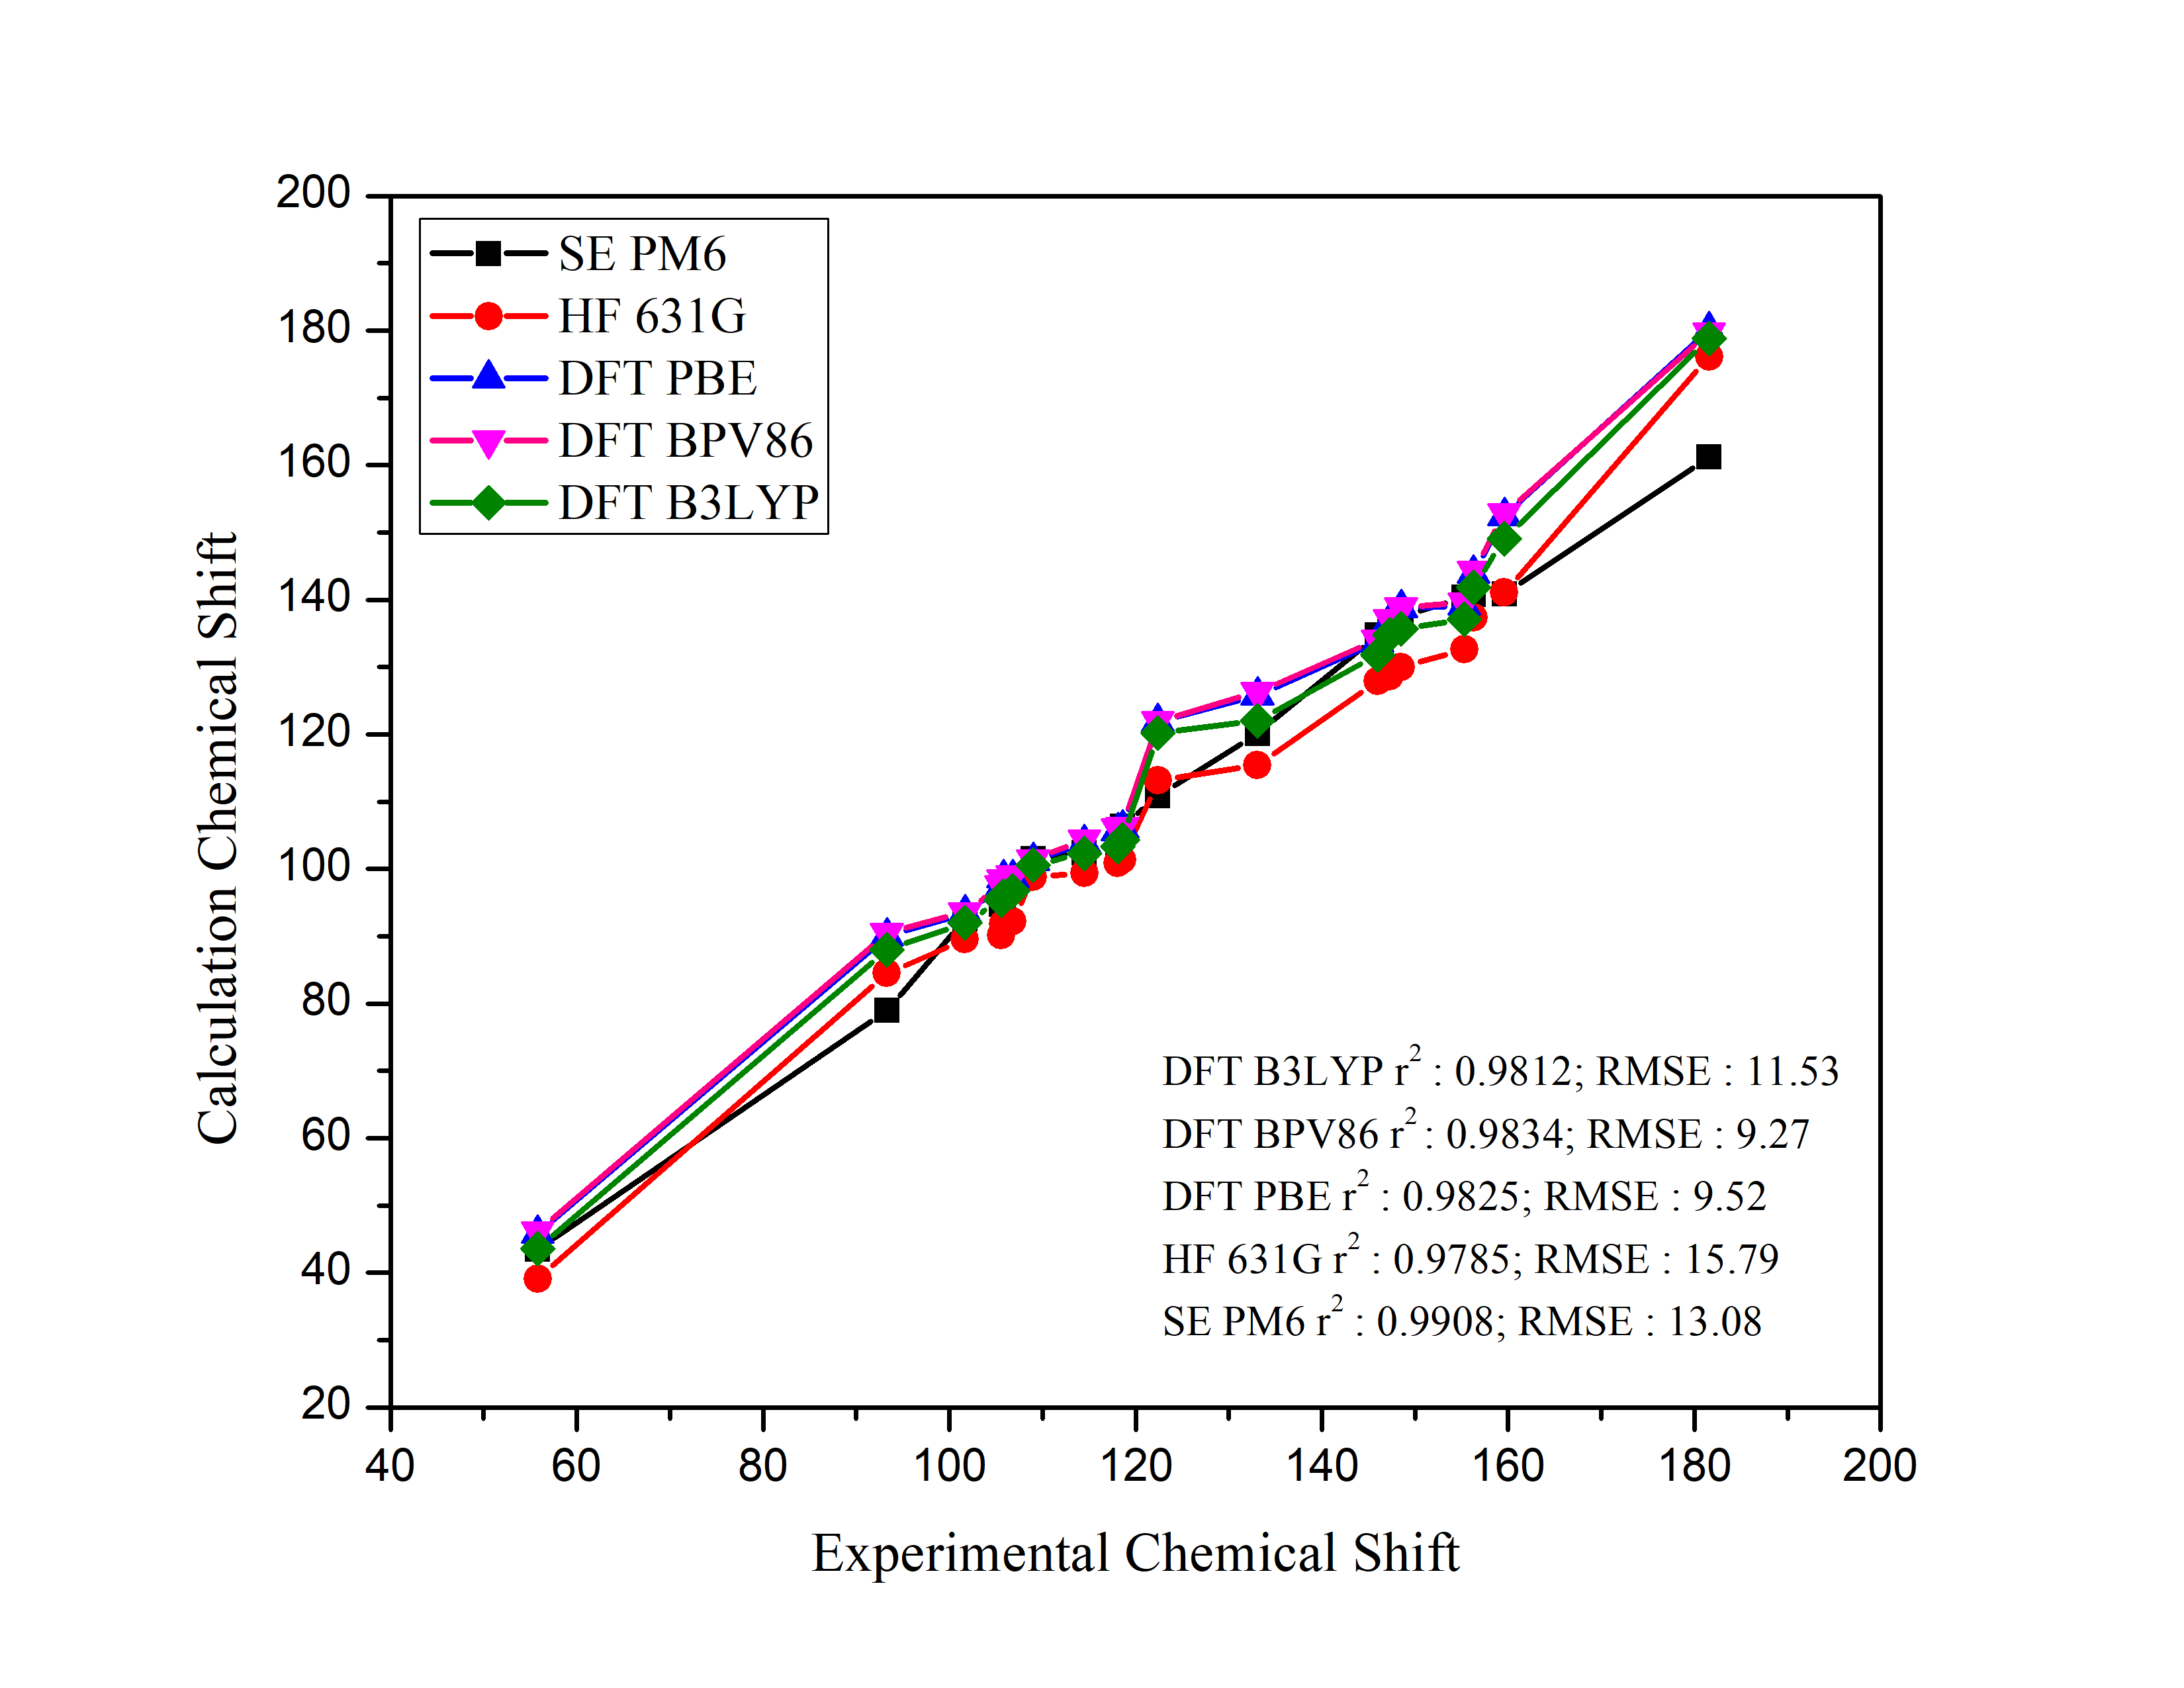 200
180
160
140
120
100
80
60
40
20
Calculation Chemical Shift
SE PM6
HF 631G
DFT PBE
DFT BPV86
DFT B3LYP
DFT B3LYP r² : 0.9812; RMSE : 11.53
DFT BPV86 r² : 0.9834; RMSE : 9.27
DFT PBE r² : 0.9825; RMSE : 9.52
HF 631G r² : 0.9785; RMSE : 15.79
SE PM6 r² : 0.9908; RMSE : 13.08
40 60 80 100 120 140 160 180 200
Experimental Chemical Shift